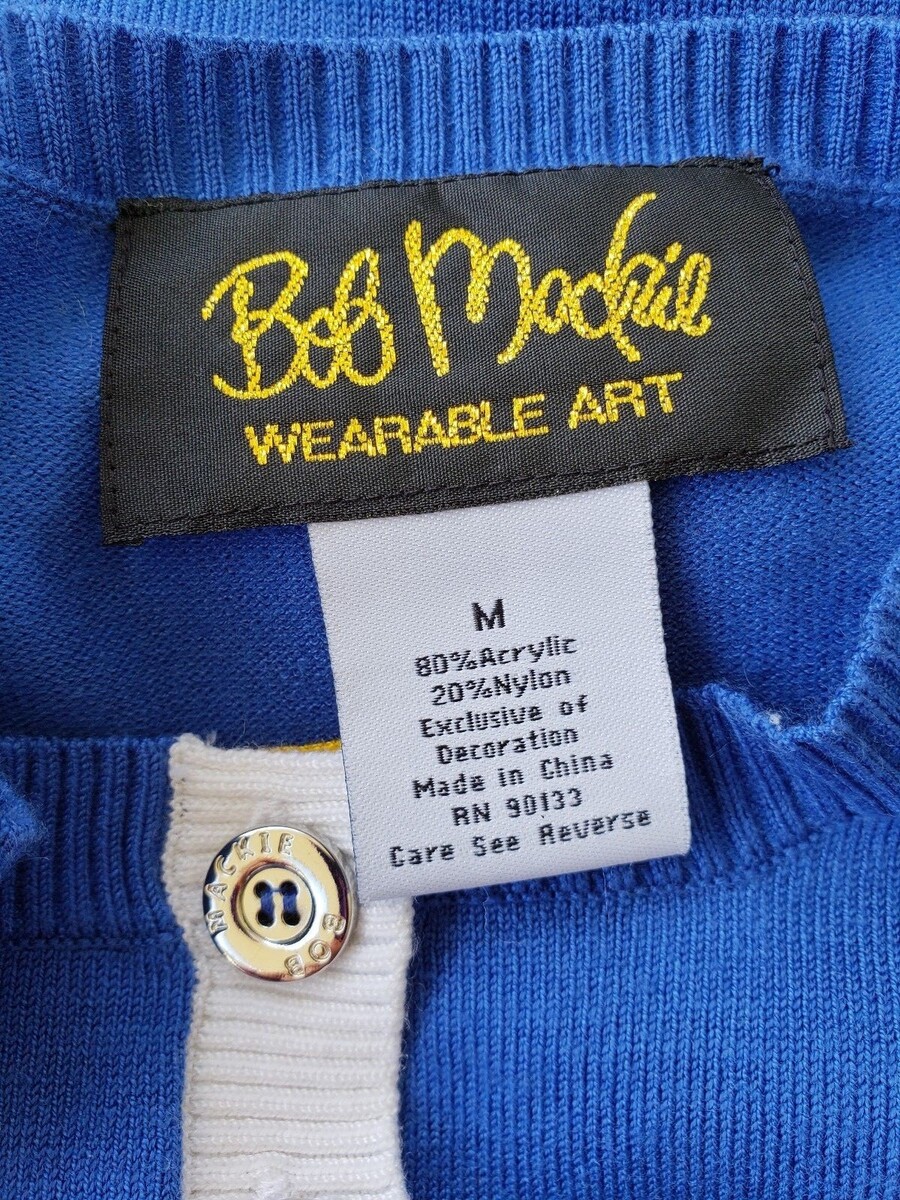 Bob Mackie
WEARABLE ART
M
80%Acrylic
20%Nylon
Exclusive of
Decoration
Made in China
RN 90133
Care See Reverse
BOB MACKIE